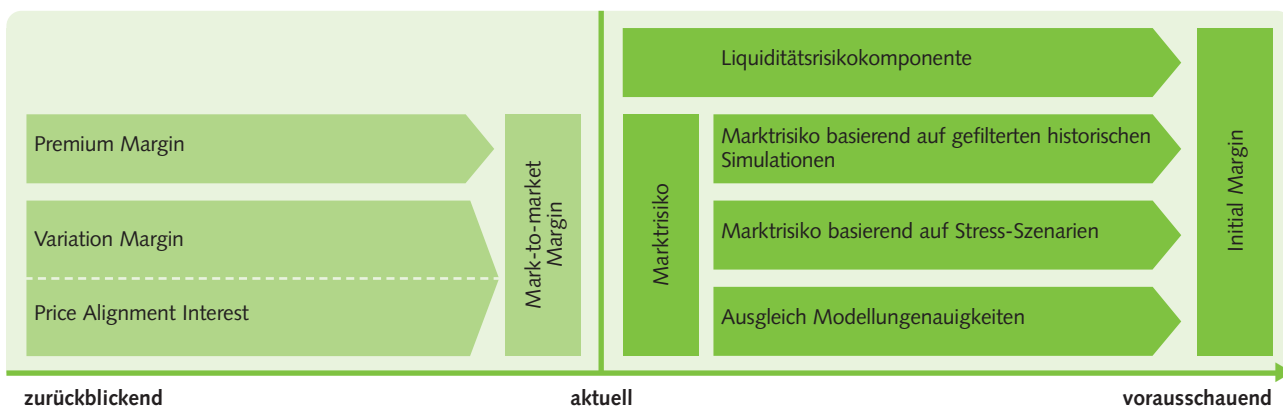 Premium Margin
Variation Margin
Price Alignment Interest
Mark-to-market
Margin
Liquiditätsrisikokomponente
Marktrisiko
Marktrisiko basierend auf gefilterten historischen
Simulationen
Marktrisiko basierend auf Stress-Szenarien
Ausgleich Modellungenauigkeiten
Initial Margin
zurückblickend
aktuell
vorausschauend